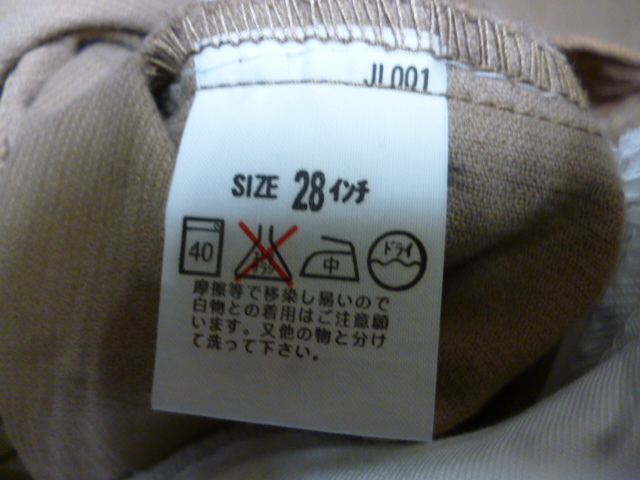 JL001
SIZE 28インチ
40 中 ドライ
摩擦等で移染し易いので
白物との着用はご注意願
います。又他の物と分け
て洗って下さい。